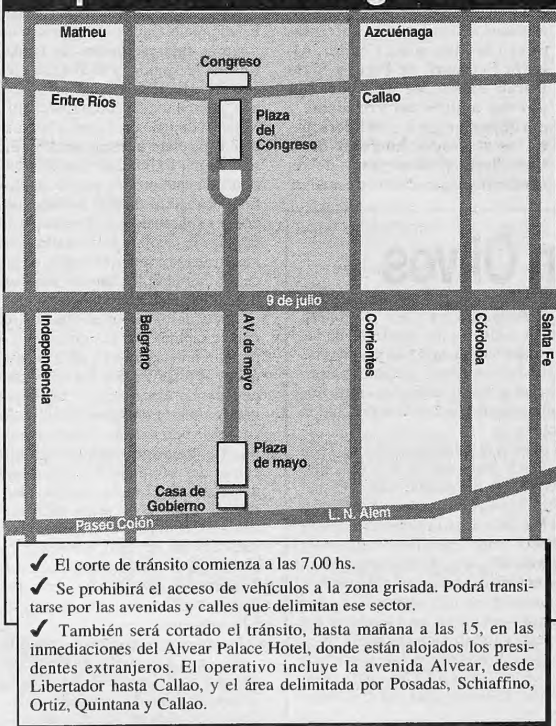 Matheu
Azcuénaga
Congreso
Entre Ríos
Callao
Plaza
del
Congreso
9 de julio
Independencia
Belgrano
AV. de mayo
Corrientes
Córdoba
Santa Fe
Plaza
de mayo
Casa de
Gobierno
Paseo Colón
L. N. Alem
✓ El corte de tránsito comienza a las 7.00 hs.
✓ Se prohibirá el acceso de vehículos a la zona grisada. Podrá transi-
tarse por las avenidas y calles que delimitan ese sector.
✓ También será cortado el tránsito, hasta mañana a las 15, en las
inmediaciones del Alvear Palace Hotel, donde están alojados los presi-
dentes extranjeros. El operativo incluye la avenida Alvear, desde
Libertador hasta Callao, y el área delimitada por Posadas, Schiaffino,
Ortiz, Quintana y Callao.